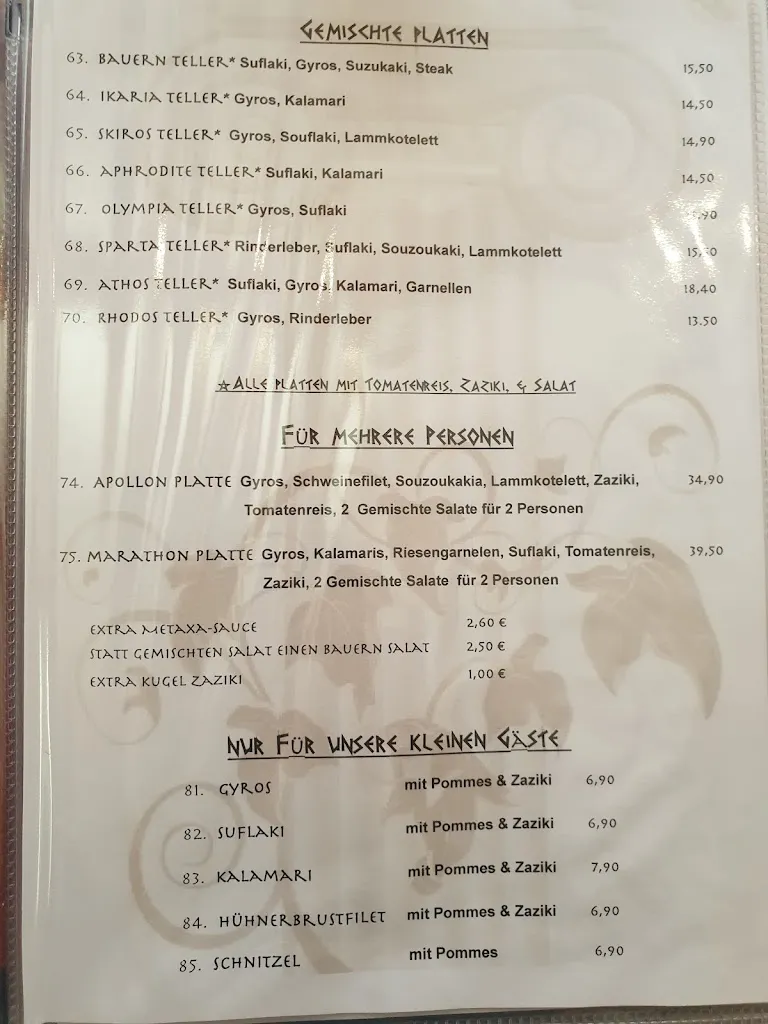 GEMISCHTE PLATTEN
63. BAUERN TELLER* Suflaki, Gyros, Suzukaki, Steak 15,50
64. IKARIA TELLER* Gyros, Kalamari 14,50
65. SKIROS TELLER* Gyros, Souflaki, Lammkotelett 14,90
66. APHRODITE TELLER* Suflaki, Kalamari 14,50
67. OLYMPIA TELLER* Gyros, Suflaki
68. SPARTA TELLER* Rinderleber, Suflaki, Souzoukaki, Lammkotelett
69. ATHOS TELLER* Suflaki, Gyros, Kalamari, Garnellen 18,40
70. RHODOS TELLER* Gyros, Rinderleber 13.50
☆ALLE PLATTEN MIT TOMATENREIS, ZAZIKI, & SALAT
FÜR MEHRERE PERSONEN
74. APOLLON PLATTE Gyros, Schweinefilet, Souzoukakia, Lammkotelett, Zaziki, 34,90
Tomatenreis, 2 Gemischte Salate für 2 Personen
75. MARATHON PLATTE Gyros, Kalamaris, Riesengarnelen, Suflaki, Tomatenreis, 39,50
Zaziki, 2 Gemischte Salate für 2 Personen
EXTRA METAXA-SAUCE 2,60 €
STATT GEMISCHTEN SALAT EINEN BAUERN SALAT 2,50 €
EXTRA KUGEL ZAZIKI 1,00 €
NUR FÜR UNSERE KLEINEN GÄSTE
81. GYROS mit Pommes & Zaziki 6,90
82. SUFLAKI mit Pommes & Zaziki 6,90
83. KALAMARI mit Pommes & Zaziki 7,90
84. HÜHNERBRUSTFILET mit Pommes & Zaziki 6,90
85. SCHNITZEL mit Pommes 6,90